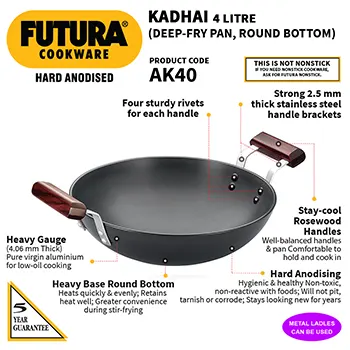 FUTURA®
COOKWARE
HARD ANODISED
KADHAI 4 LITRE
(DEEP-FRY PAN, ROUND BOTTOM)
PRODUCT CODE
AK40
THIS IS NOT NONSTICK
IF YOU NEED NONSTICK COOKWARE,
ASK FOR FUTURA NONSTICK.
Four sturdy rivets
for each handle
Strong 2.5 mm
thick stainless steel
handle brackets
Stay-cool
Rosewood
Handles
Well-balanced handles
& pan Comfortable to
hold and cook in
Heavy Gauge
(4.06 mm Thick)
Pure virgin aluminium
for low-oil cooking
Heavy Base Round Bottom
Heats quickly & evenly; Retains
heat well; Greater convenience
during stir-frying
Hard Anodising
Hygienic & healthy Non-toxic,
non-reactive with foods; Will not pit,
tarnish or corrode; Stays looking new for years
5
YEAR
GUARANTEE
METAL LADLES
CAN BE USED